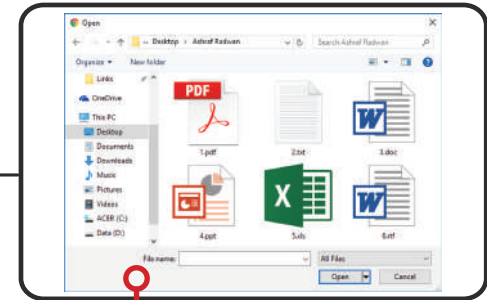 Open
Desktop › Ashraf Radwan
Search Ashraf Radwan
Organize
New folder
Links
OneDrive
This PC
Desktop
Documents
Downloads
Music
Pictures
Videos
ACER (C:)
Data (D:)
PDF
1.pdf
2.txt
W
3.doc
4.ppt
X
5.xls
W
6.rtf
File name:
All Files
Open
Cancel